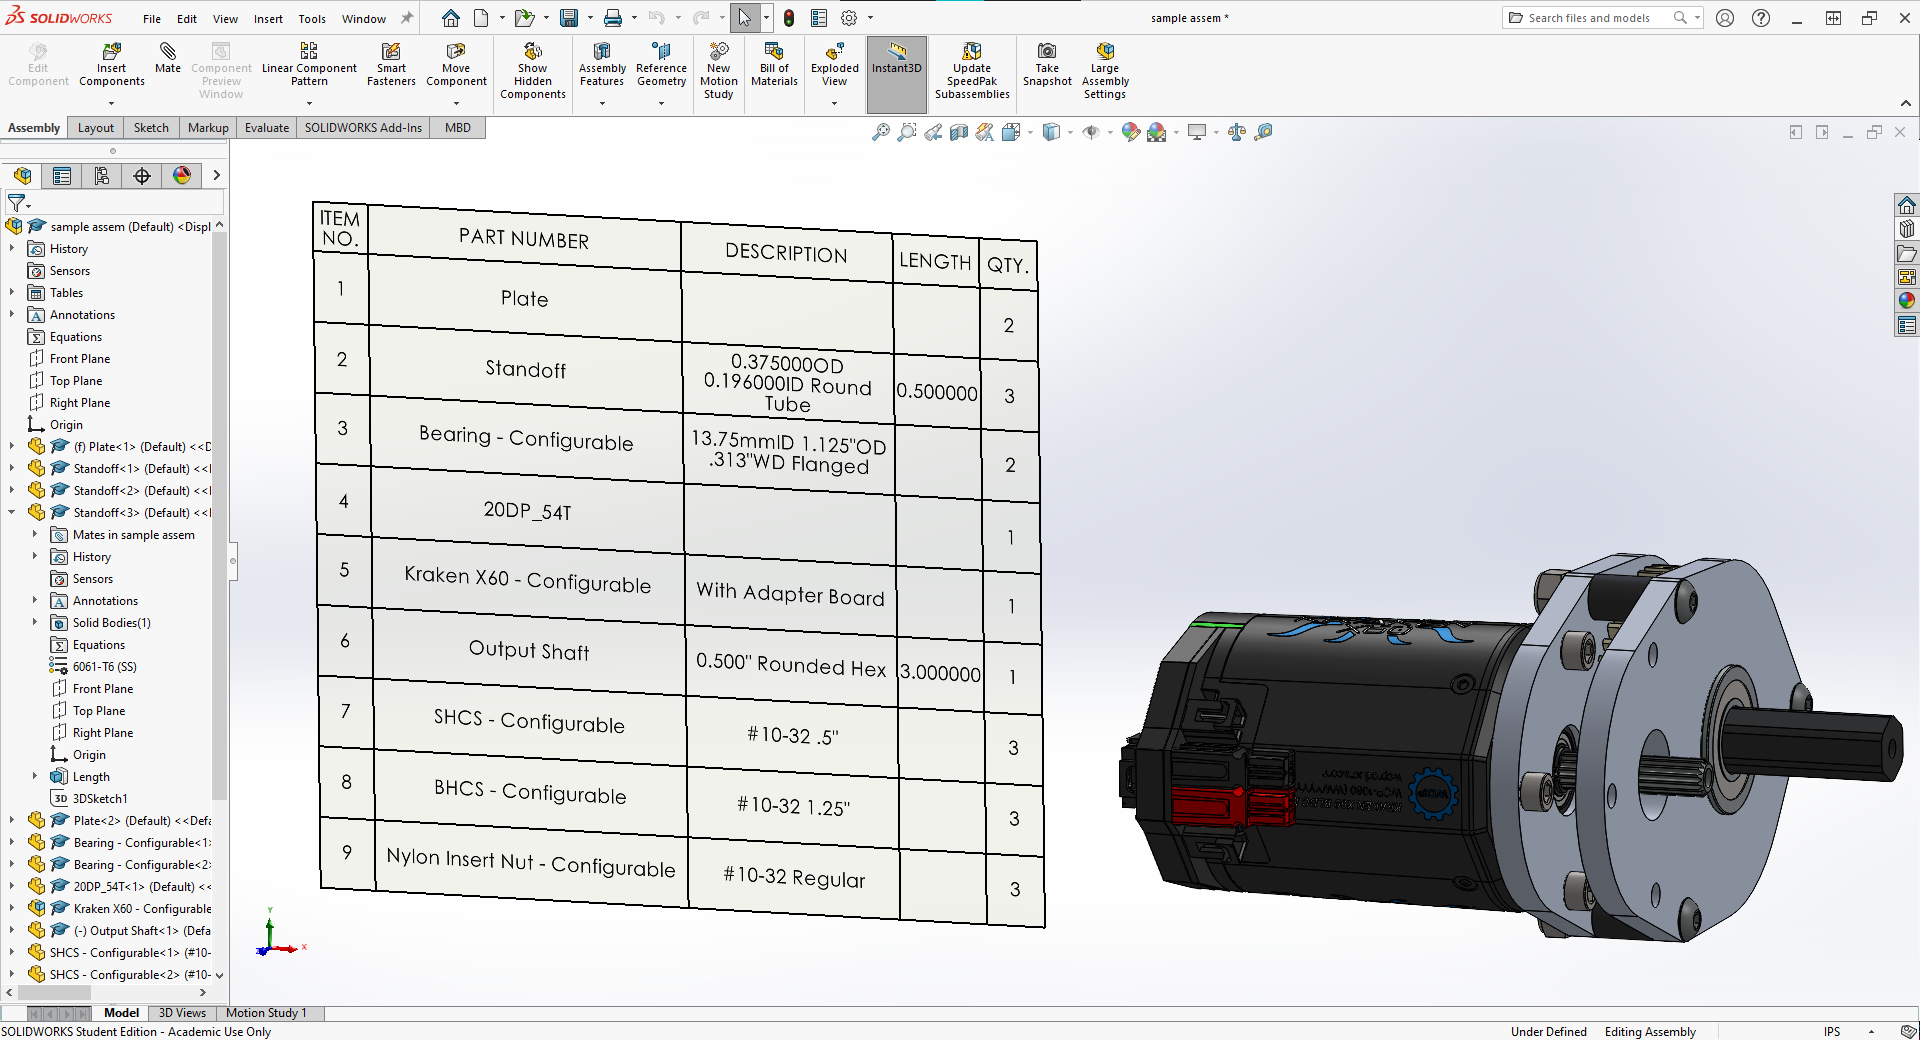 SOLIDWORKS
File Edit View Insert Tools Window
sample assem *
Search files and models
Edit Component
Insert Components
Mate
Component Preview Window
Linear Component Pattern
Smart Fasteners
Move Component
Show Hidden Components
Assembly Features
Reference Geometry
New Motion Study
Bill of Materials
Exploded View
Instant3D
Update SpeedPak Subassemblies
Take Snapshot
Large Assembly Settings
Assembly Layout Sketch Markup Evaluate SOLIDWORKS Add-Ins MBD
sample assem (Default) <Displ
History
Sensors
Tables
Annotations
Equations
Front Plane
Top Plane
Right Plane
Origin
(f) Plate<1> (Default) <<D
Standoff<1> (Default) <<
Standoff<2> (Default) <<
Standoff<3> (Default) <<
Mates in sample assem
History
Sensors
Annotations
Solid Bodies(1)
Equations
6061-T6 (SS)
Front Plane
Top Plane
Right Plane
Origin
Length
3DSketch1
Plate<2> (Default) <<Defa
Bearing - Configurable<1>
Bearing - Configurable<2>
20DP_54T<1> (Default) <<
Kraken X60 - Configurable
(-) Output Shaft<1> (Defa
SHCS - Configurable<1> (#10-
SHCS - Configurable<2> (#10-
ITEM NO. PART NUMBER DESCRIPTION LENGTH QTY.
1 Plate 2
2 Standoff 0.375000OD 0.196000ID Round Tube 0.500000 3
3 Bearing - Configurable 13.75mmID 1.125"OD .313"WD Flanged 2
4 20DP_54T 1
5 Kraken X60 - Configurable With Adapter Board 1
6 Output Shaft 0.500" Rounded Hex 3.000000 1
7 SHCS - Configurable #10-32 .5" 3
8 BHCS - Configurable #10-32 1.25" 3
9 Nylon Insert Nut - Configurable #10-32 Regular 3
Y
X
Model 3D Views Motion Study 1
SOLIDWORKS Student Edition - Academic Use Only
Under Defined Editing Assembly IPS